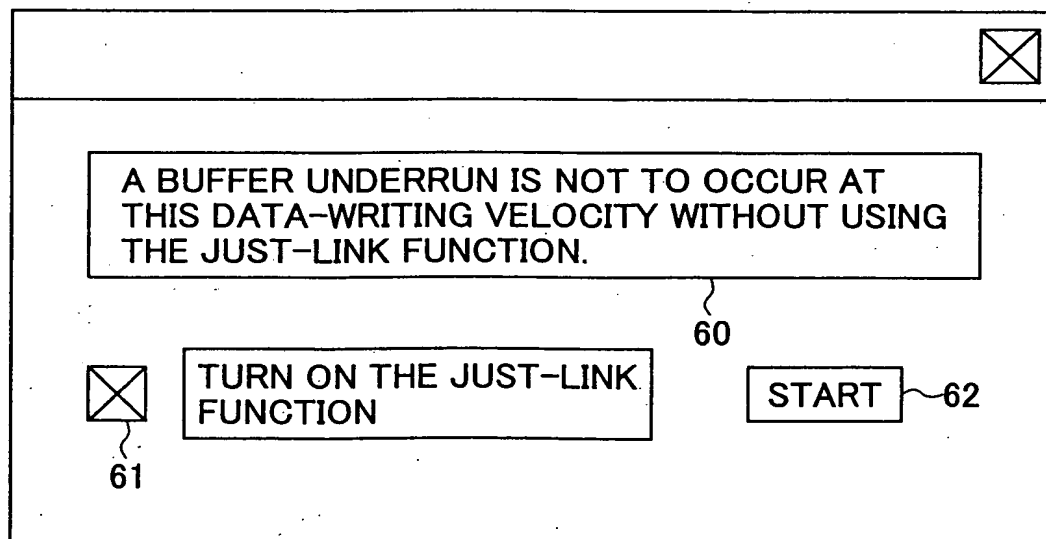 A BUFFER UNDERRUN IS NOT TO OCCUR AT
THIS DATA-WRITING VELOCITY WITHOUT USING
THE JUST-LINK FUNCTION.
60
TURN ON THE JUST-LINK
FUNCTION
START
62
61